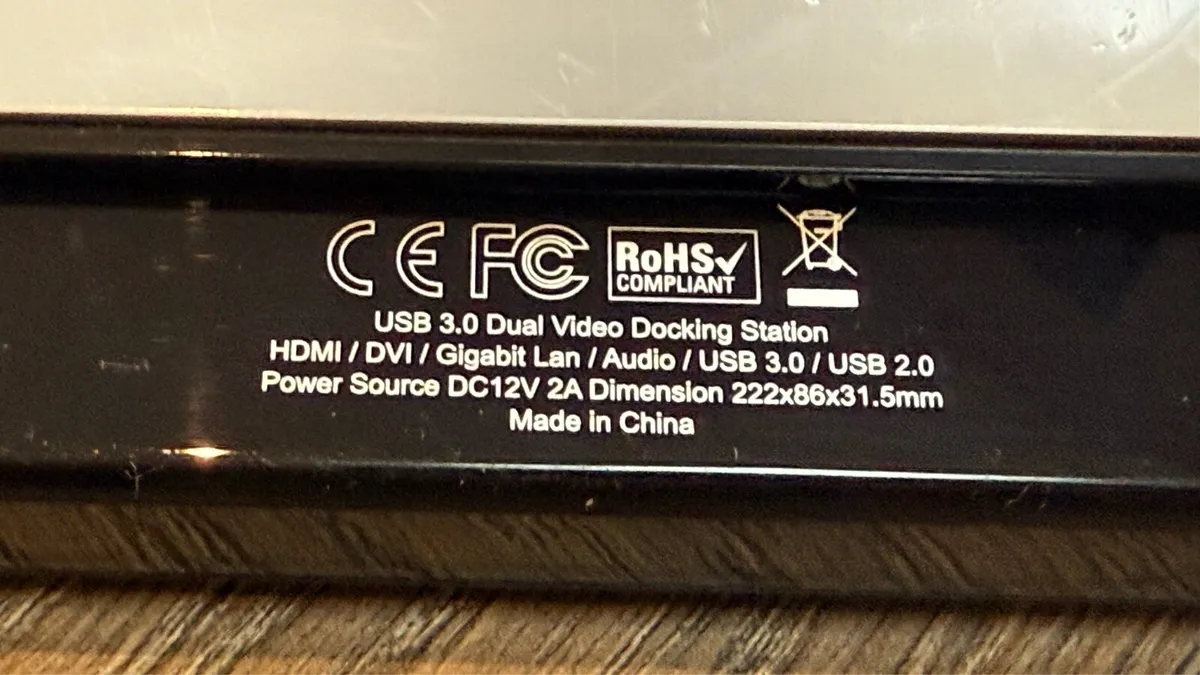 CE FC RoHS✓
COMPLIANT
USB 3.0 Dual Video Docking Station
HDMI / DVI / Gigabit Lan / Audio / USB 3.0 / USB 2.0
Power Source DC12V 2A Dimension 222x86x31.5mm
Made in China